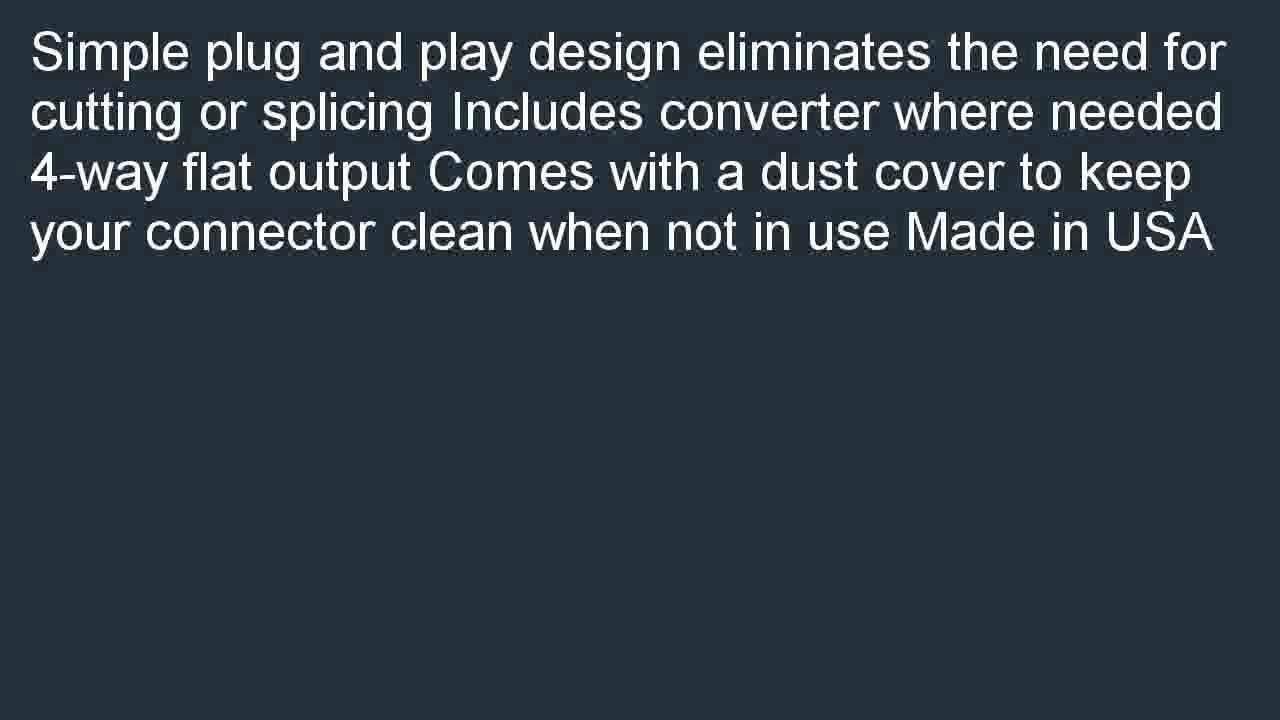 Simple plug and play design eliminates the need for
cutting or splicing Includes converter where needed
4-way flat output Comes with a dust cover to keep
your connector clean when not in use Made in USA